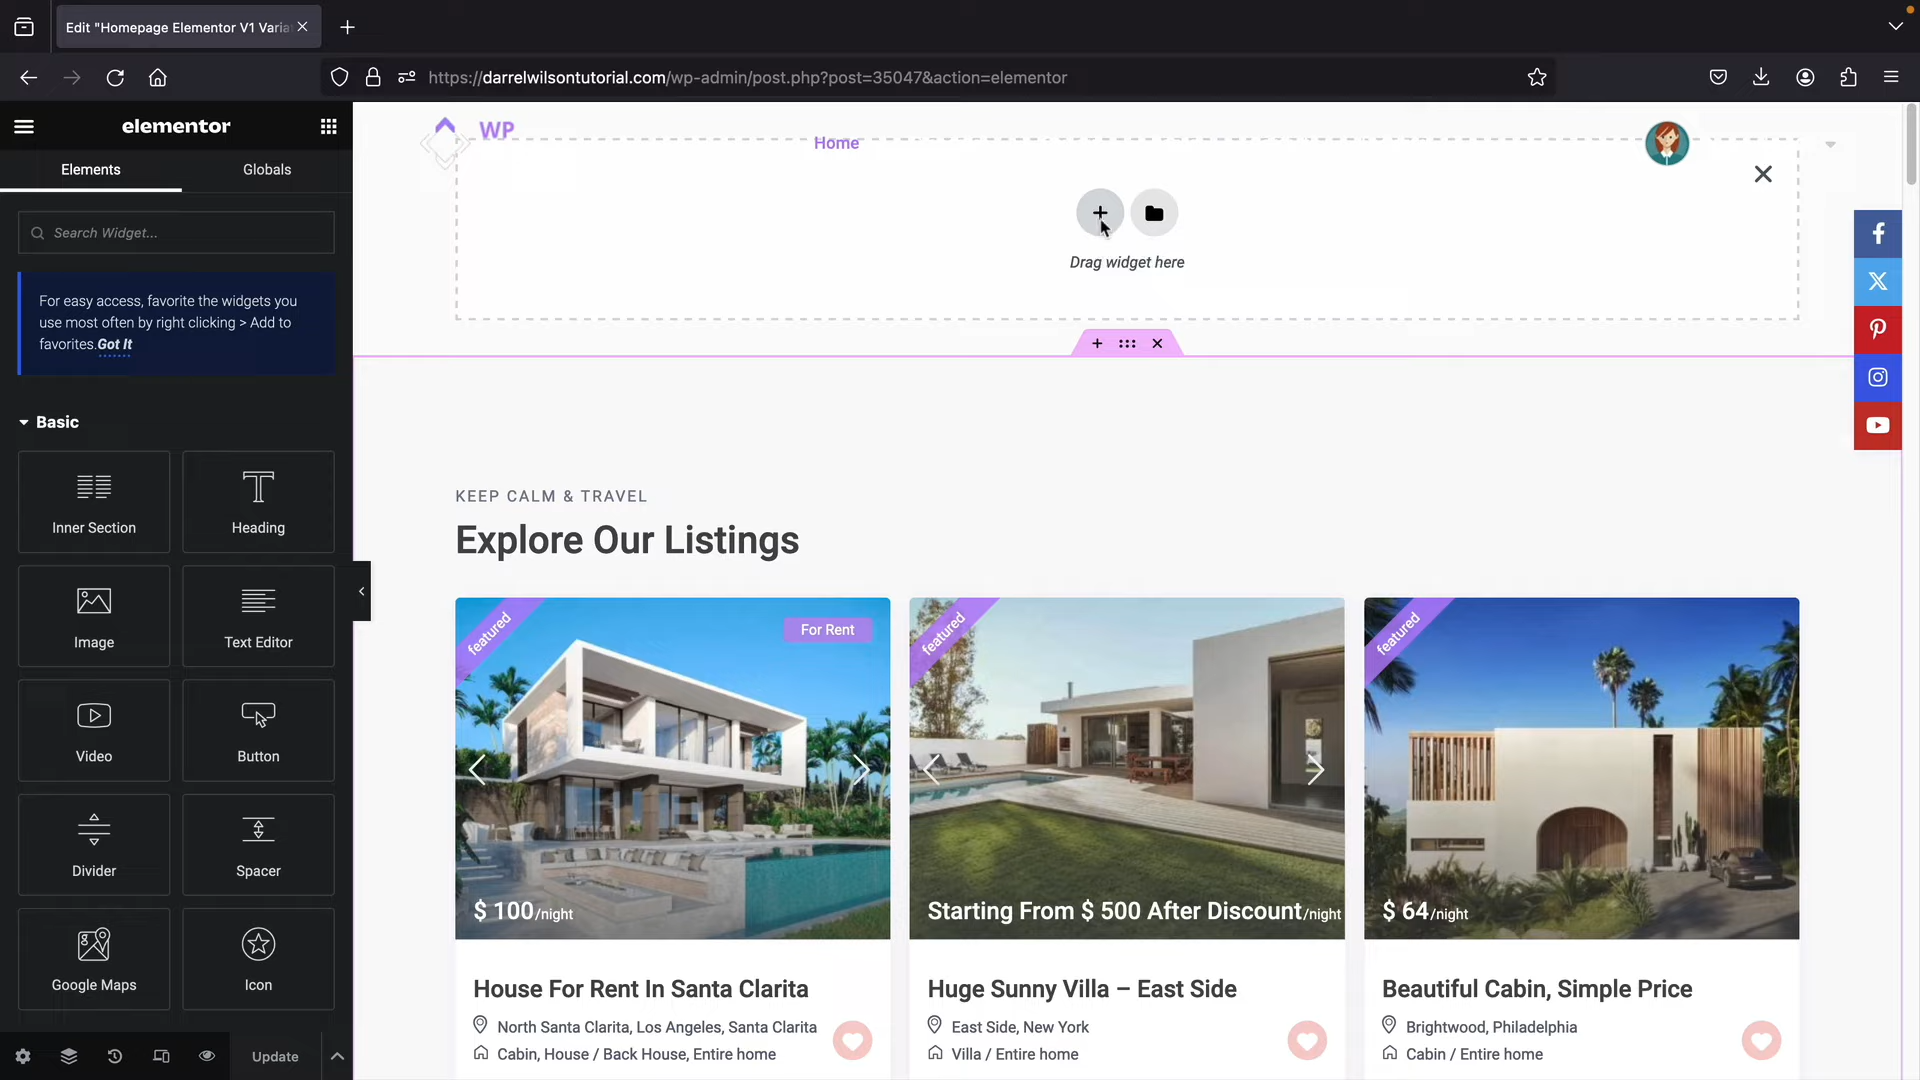 Edit "Homepage Elementor V1 Varia
https://darrelwilsontutorial.com/wp-admin/post.php?post=35047&action=elementor
elementor
Elements
Globals
Search Widget...
For easy access, favorite the widgets you
use most often by right clicking > Add to
favorites.Got It
Basic
Inner Section
Heading
Image
Text Editor
Video
Button
Divider
Spacer
Google Maps
Icon
Update
WP
Home
Drag widget here
KEEP CALM & TRAVEL
Explore Our Listings
featured
For Rent
$ 100/night
House For Rent In Santa Clarita
North Santa Clarita, Los Angeles, Santa Clarita
Cabin, House / Back House, Entire home
featured
Starting From $ 500 After Discount/night
Huge Sunny Villa – East Side
East Side, New York
Villa / Entire home
featured
$ 64/night
Beautiful Cabin, Simple Price
Brightwood, Philadelphia
Cabin / Entire home